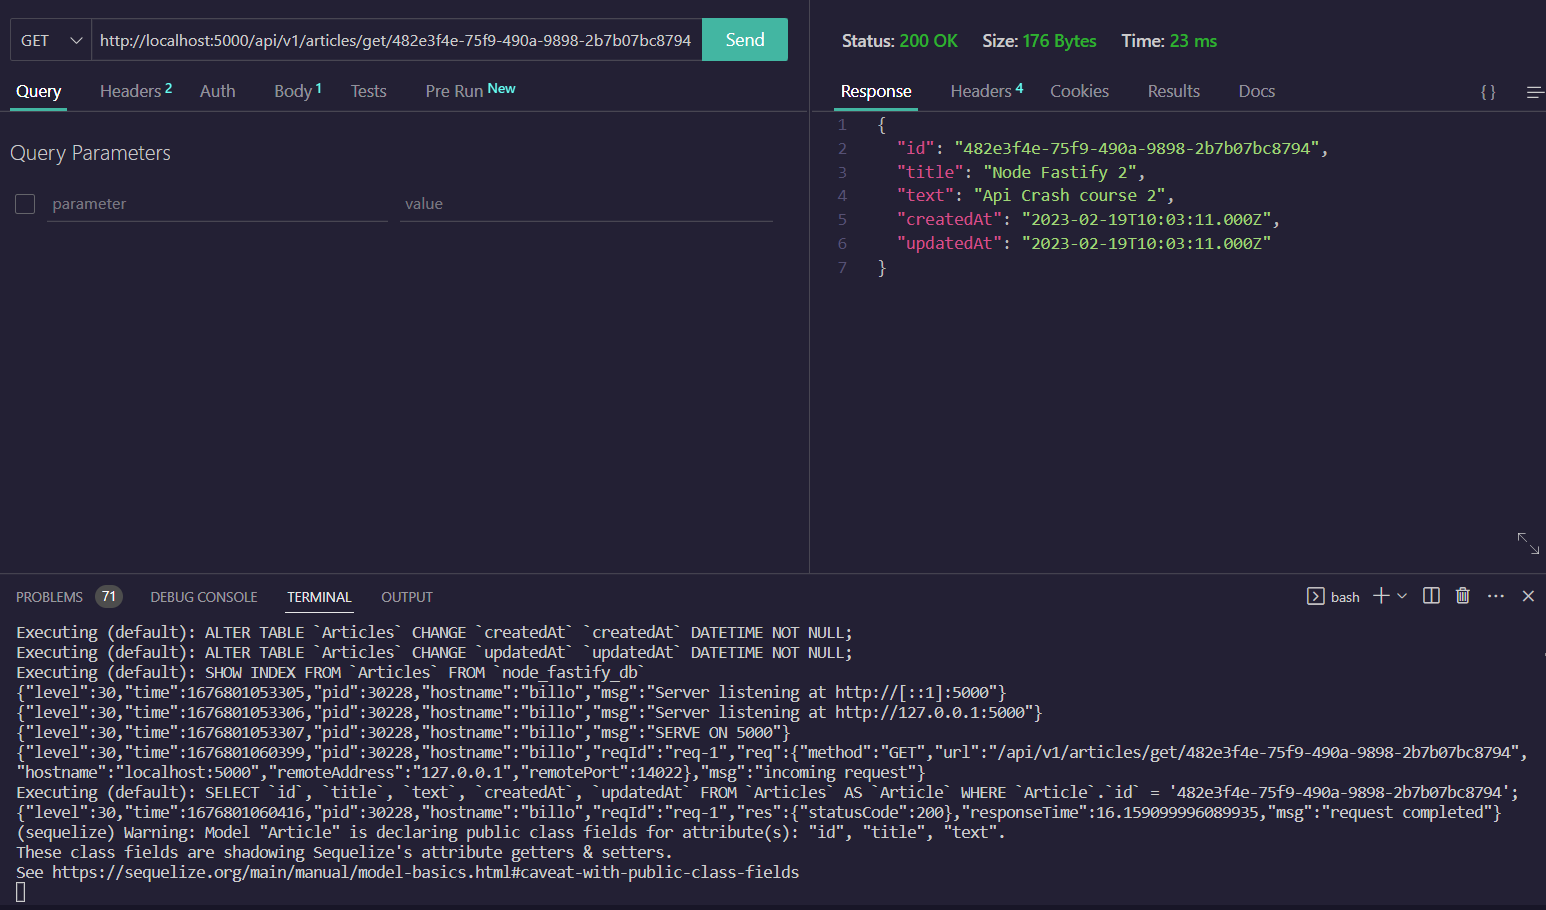 GET http://localhost:5000/api/v1/articles/get/482e3f4e-75f9-490a-9898-2b7b07bc8794 Send
Query Headers 2 Auth Body 1 Tests Pre Run New
Query Parameters
parameter value
Status: 200 OK Size: 176 Bytes Time: 23 ms
Response Headers 4 Cookies Results Docs { }
1 {
2 "id": "482e3f4e-75f9-490a-9898-2b7b07bc8794",
3 "title": "Node Fastify 2",
4 "text": "Api Crash course 2",
5 "createdAt": "2023-02-19T10:03:11.000Z",
6 "updatedAt": "2023-02-19T10:03:11.000Z"
7 }
PROBLEMS 71 DEBUG CONSOLE TERMINAL OUTPUT bash
Executing (default): ALTER TABLE `Articles` CHANGE `createdAt` `createdAt` DATETIME NOT NULL;
Executing (default): ALTER TABLE `Articles` CHANGE `updatedAt` `updatedAt` DATETIME NOT NULL;
Executing (default): SHOW INDEX FROM `Articles` FROM `node_fastify_db`
{"level":30,"time":1676801053305,"pid":30228,"hostname":"billo","msg":"Server listening at http://[::1]:5000"}
{"level":30,"time":1676801053306,"pid":30228,"hostname":"billo","msg":"Server listening at http://127.0.0.1:5000"}
{"level":30,"time":1676801053307,"pid":30228,"hostname":"billo","msg":"SERVE ON 5000"}
{"level":30,"time":1676801060399,"pid":30228,"hostname":"billo","reqId":"req-1","req":{"method":"GET","url":"/api/v1/articles/get/482e3f4e-75f9-490a-9898-2b7b07bc8794",
"hostname":"localhost:5000","remoteAddress":"127.0.0.1","remotePort":14022},"msg":"incoming request"}
Executing (default): SELECT `id`, `title`, `text`, `createdAt`, `updatedAt` FROM `Articles` AS `Article` WHERE `Article`.`id` = '482e3f4e-75f9-490a-9898-2b7b07bc8794';
{"level":30,"time":1676801060416,"pid":30228,"hostname":"billo","reqId":"req-1","res":{"statusCode":200},"responseTime":16.159099996089935,"msg":"request completed"}
(sequelize) Warning: Model "Article" is declaring public class fields for attribute(s): "id", "title", "text".
These class fields are shadowing Sequelize's attribute getters & setters.
See https://sequelize.org/main/manual/model-basics.html#caveat-with-public-class-fields